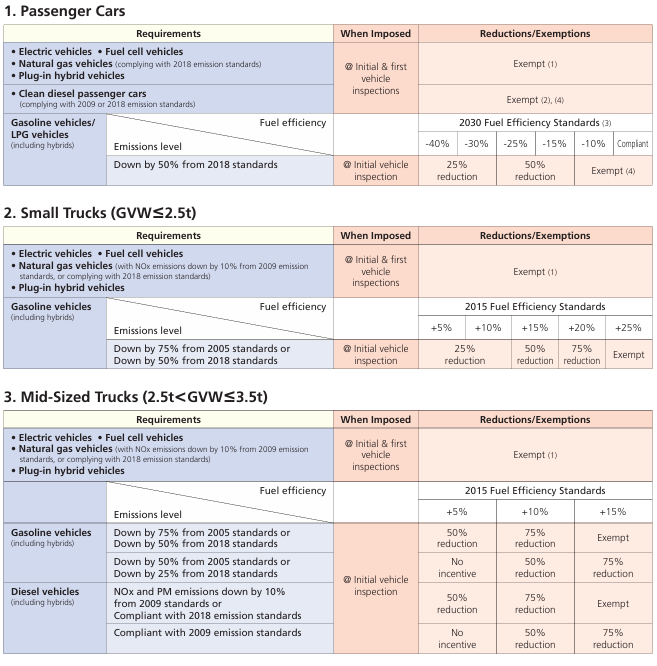 1. Passenger Cars
Requirements When Imposed Reductions/Exemptions
• Electric vehicles • Fuel cell vehicles
• Natural gas vehicles (complying with 2018 emission standards)
• Plug-in hybrid vehicles
@ Initial & first
vehicle
inspections
Exempt (1)
• Clean diesel passenger cars
(complying with 2009 or 2018 emission standards)
Exempt (2), (4)
Gasoline vehicles/
LPG vehicles
(including hybrids)
Fuel efficiency
Emissions level
2030 Fuel Efficiency Standards (3)
-40% -30% -25% -15% -10% Compliant
Down by 50% from 2018 standards
@ Initial vehicle
inspection
25%
reduction
50%
reduction
Exempt (4)
2. Small Trucks (GVW≤2.5t)
Requirements When Imposed Reductions/Exemptions
• Electric vehicles • Fuel cell vehicles
• Natural gas vehicles (with NOx emissions down by 10% from 2009 emission
standards, or complying with 2018 emission standards)
• Plug-in hybrid vehicles
@ Initial & first
vehicle
inspections
Exempt (1)
Gasoline vehicles
(including hybrids)
Fuel efficiency
Emissions level
2015 Fuel Efficiency Standards
+5% +10% +15% +20% +25%
Down by 75% from 2005 standards or
Down by 50% from 2018 standards
@ Initial vehicle
inspection
25%
reduction
50%
reduction
75%
reduction
Exempt
3. Mid-Sized Trucks (2.5t<GVW≤3.5t)
Requirements When Imposed Reductions/Exemptions
• Electric vehicles • Fuel cell vehicles
• Natural gas vehicles (with NOx emissions down by 10% from 2009 emission
standards, or complying with 2018 emission standards)
• Plug-in hybrid vehicles
@ Initial & first
vehicle
inspections
Exempt (1)
Fuel efficiency
Emissions level
2015 Fuel Efficiency Standards
+5% +10% +15%
Gasoline vehicles
(including hybrids)
Down by 75% from 2005 standards or
Down by 50% from 2018 standards
50%
reduction
75%
reduction
Exempt
Down by 50% from 2005 standards or
Down by 25% from 2018 standards
No
incentive
50%
reduction
75%
reduction
@ Initial vehicle
inspection
Diesel vehicles
(including hybrids)
NOx and PM emissions down by 10%
from 2009 standards or
Compliant with 2018 emission standards
50%
reduction
75%
reduction
Exempt
Compliant with 2009 emission standards
No
incentive
50%
reduction
75%
reduction